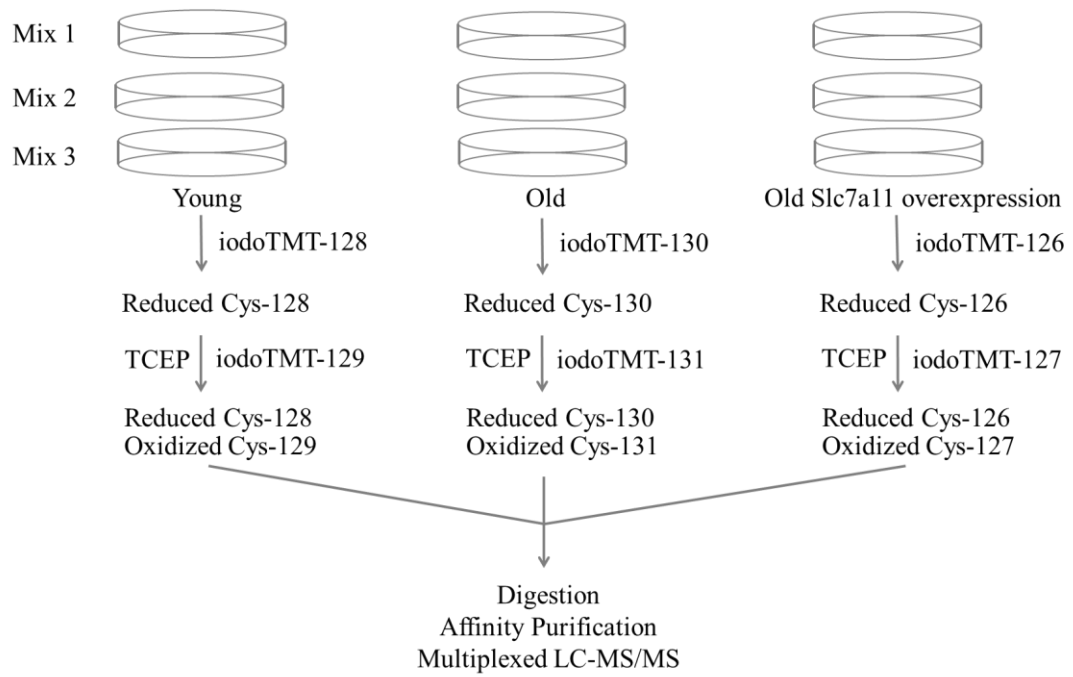 Mix 1
Mix 2
Mix 3
Young Old Old Slc7a11 overexpression
iodoTMT-128 iodoTMT-130 iodoTMT-126
Reduced Cys-128 Reduced Cys-130 Reduced Cys-126
TCEP iodoTMT-129 TCEP iodoTMT-131 TCEP iodoTMT-127
Reduced Cys-128 Reduced Cys-130 Reduced Cys-126
Oxidized Cys-129 Oxidized Cys-131 Oxidized Cys-127
Digestion
Affinity Purification
Multiplexed LC-MS/MS